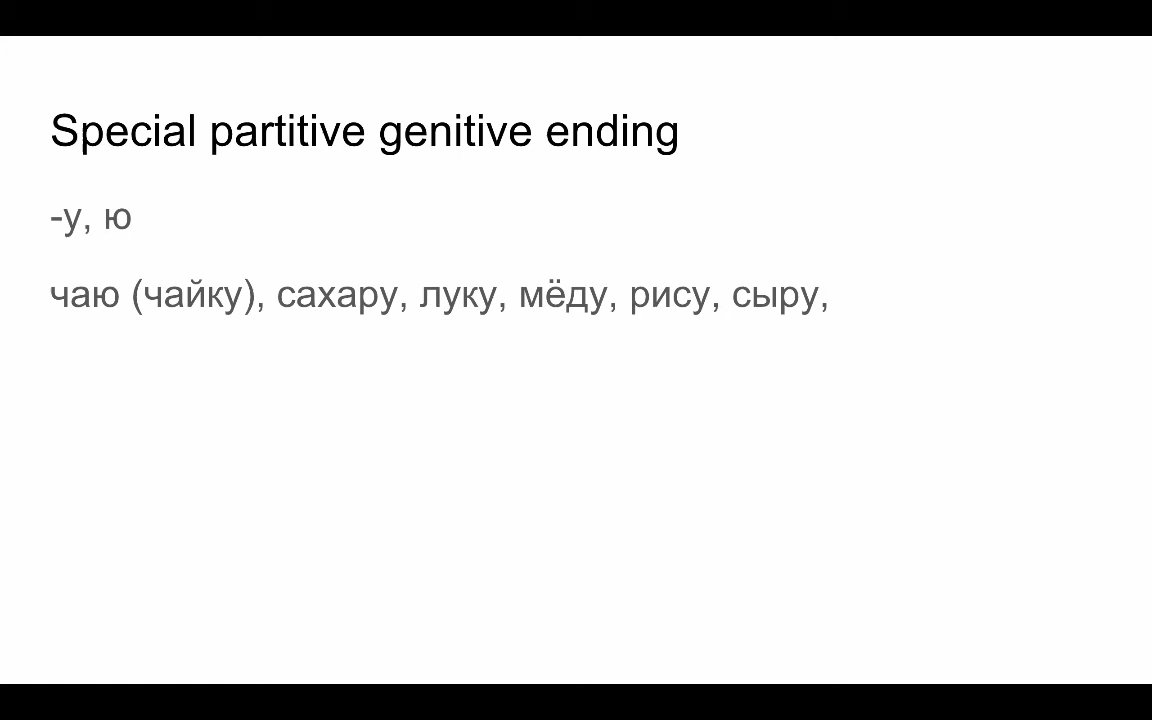 Special partitive genitive ending
-у, ю
чаю (чайку), сахару, луку, мёду, рису, сыру,